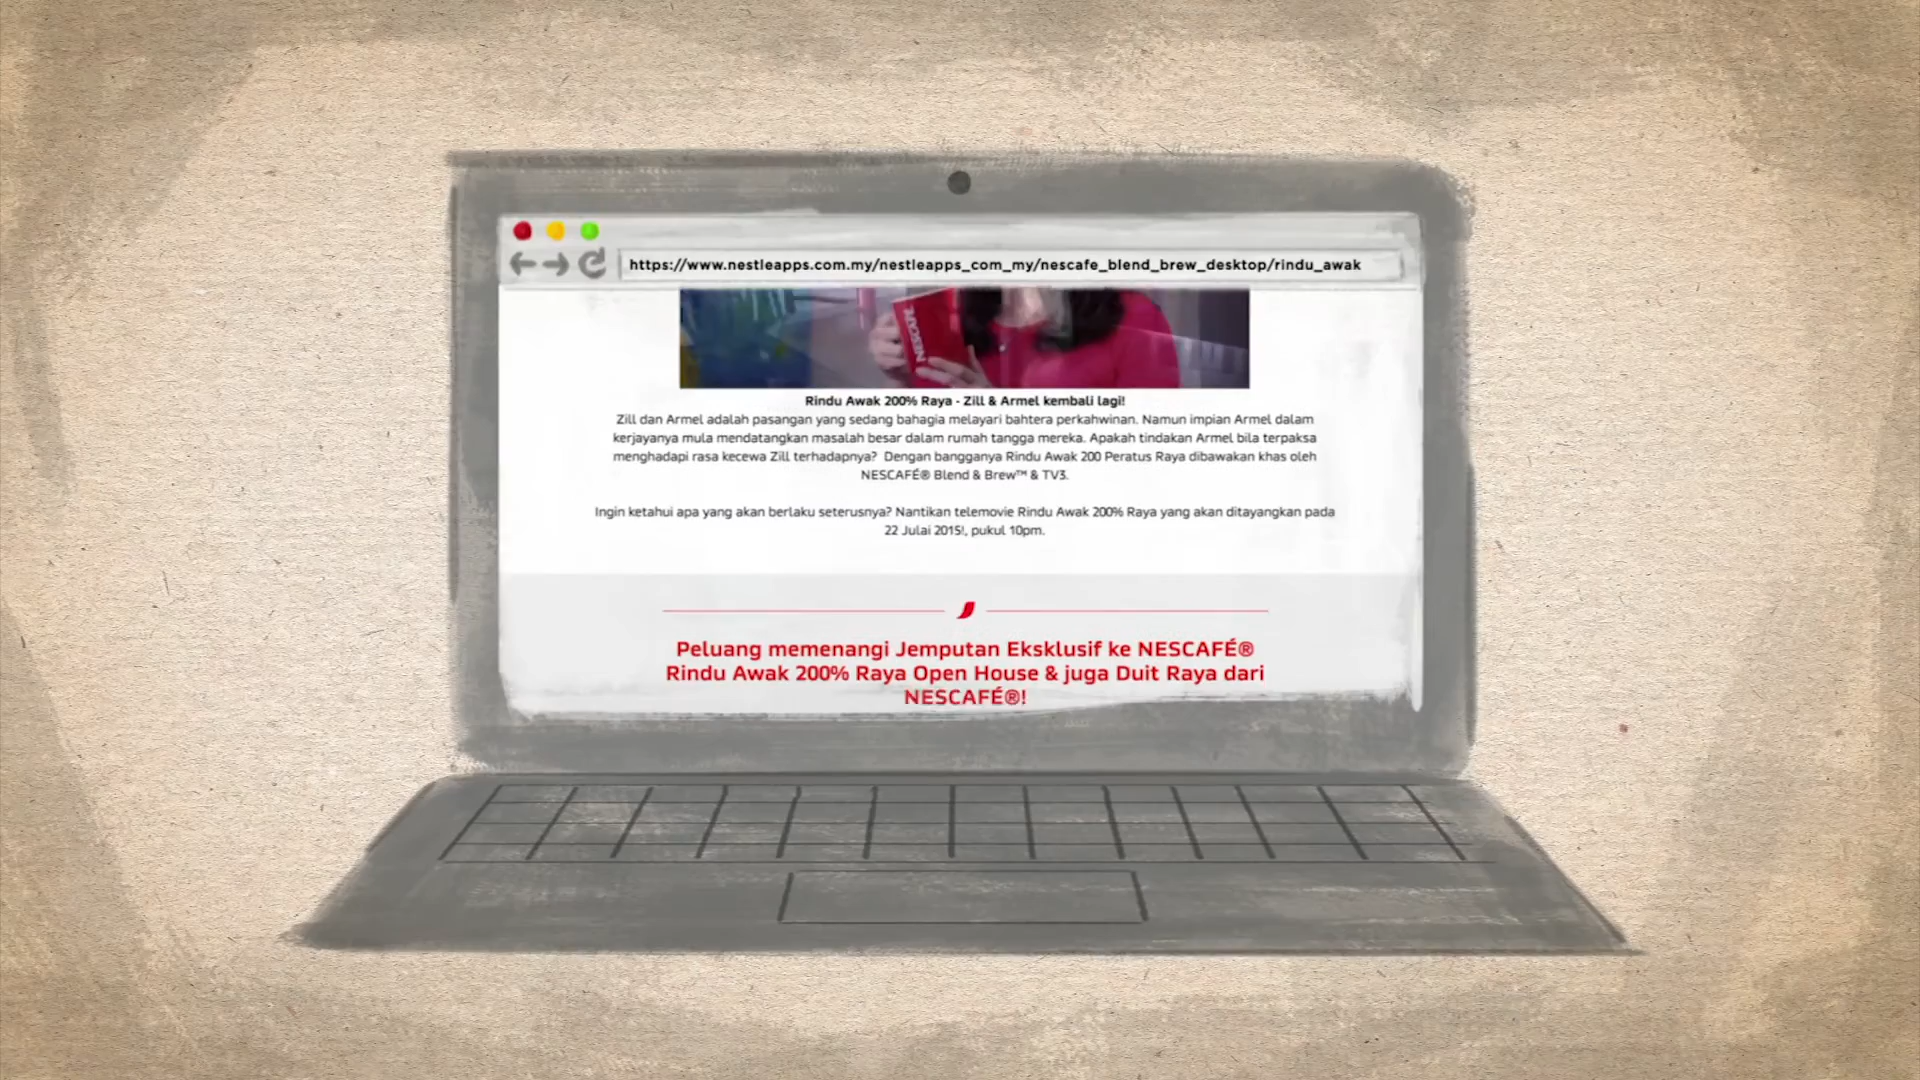 https://www.nestleapps.com.my/nestleapps_com_my/nescafe_blend_brew_desktop/rindu_awak
NESCAFÉ
Rindu Awak 200% Raya - Zill & Armel kembali lagi!
Zill dan Armel adalah pasangan yang sedang bahagia melayari bahtera perkahwinan. Namun impian Armel dalam
kerjayanya mula mendatangkan masalah besar dalam rumah tangga mereka. Apakah tindakan Armel bila terpaksa
menghadapi rasa kecewa Zill terhadapnya? Dengan bangganya Rindu Awak 200 Peratus Raya dibawakan khas oleh
NESCAFÉ® Blend & Brew™ & TV3.
Ingin ketahui apa yang akan berlaku seterusnya? Nantikan telemovie Rindu Awak 200% Raya yang akan ditayangkan pada
22 Julai 2015!, pukul 10pm.
Peluang memenangi Jemputan Eksklusif ke NESCAFÉ®
Rindu Awak 200% Raya Open House & juga Duit Raya dari
NESCAFÉ®!